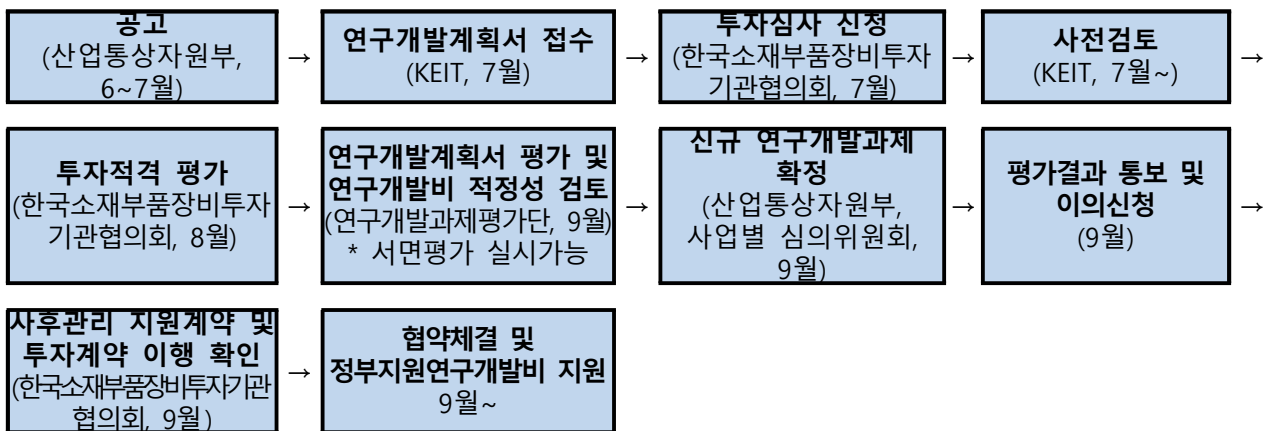 공고
(산업통상자원부,
6~7월)
→
연구개발계획서 접수
(KEIT, 7월)
→
투자심사 신청
(한국소재부품장비투자
기관협의회, 7월)
→
사전검토
(KEIT, 7월~)
→
투자적격 평가
(한국소재부품장비투자
기관협의회, 8월)
→
연구개발계획서 평가 및
연구개발비 적정성 검토
(연구개발과제평가단, 9월)
* 서면평가 실시가능
→
신규 연구개발과제
확정
(산업통상자원부,
사업별 심의위원회,
9월)
→
평가결과 통보 및
이의신청
(9월)
→
사후관리 지원계약 및
투자계약 이행 확인
(한국소재부품장비투자기관
협의회, 9월)
→
협약체결 및
정부지원연구개발비 지원
9월~